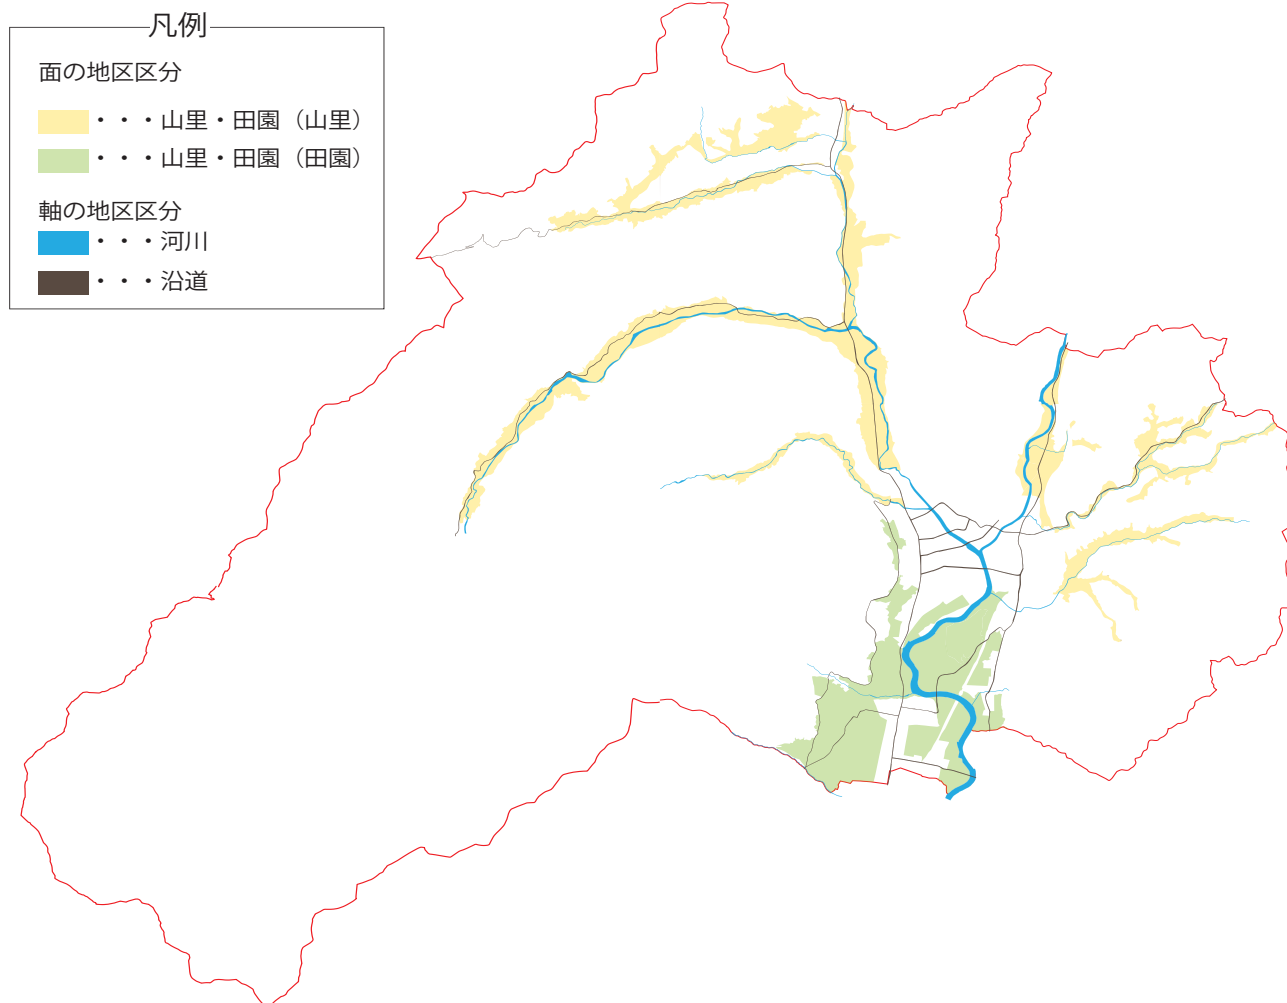 凡例
面の地区区分
・・・山里・田園（山里）
・・・山里・田園（田園）
軸の地区区分
・・・河川
・・・沿道